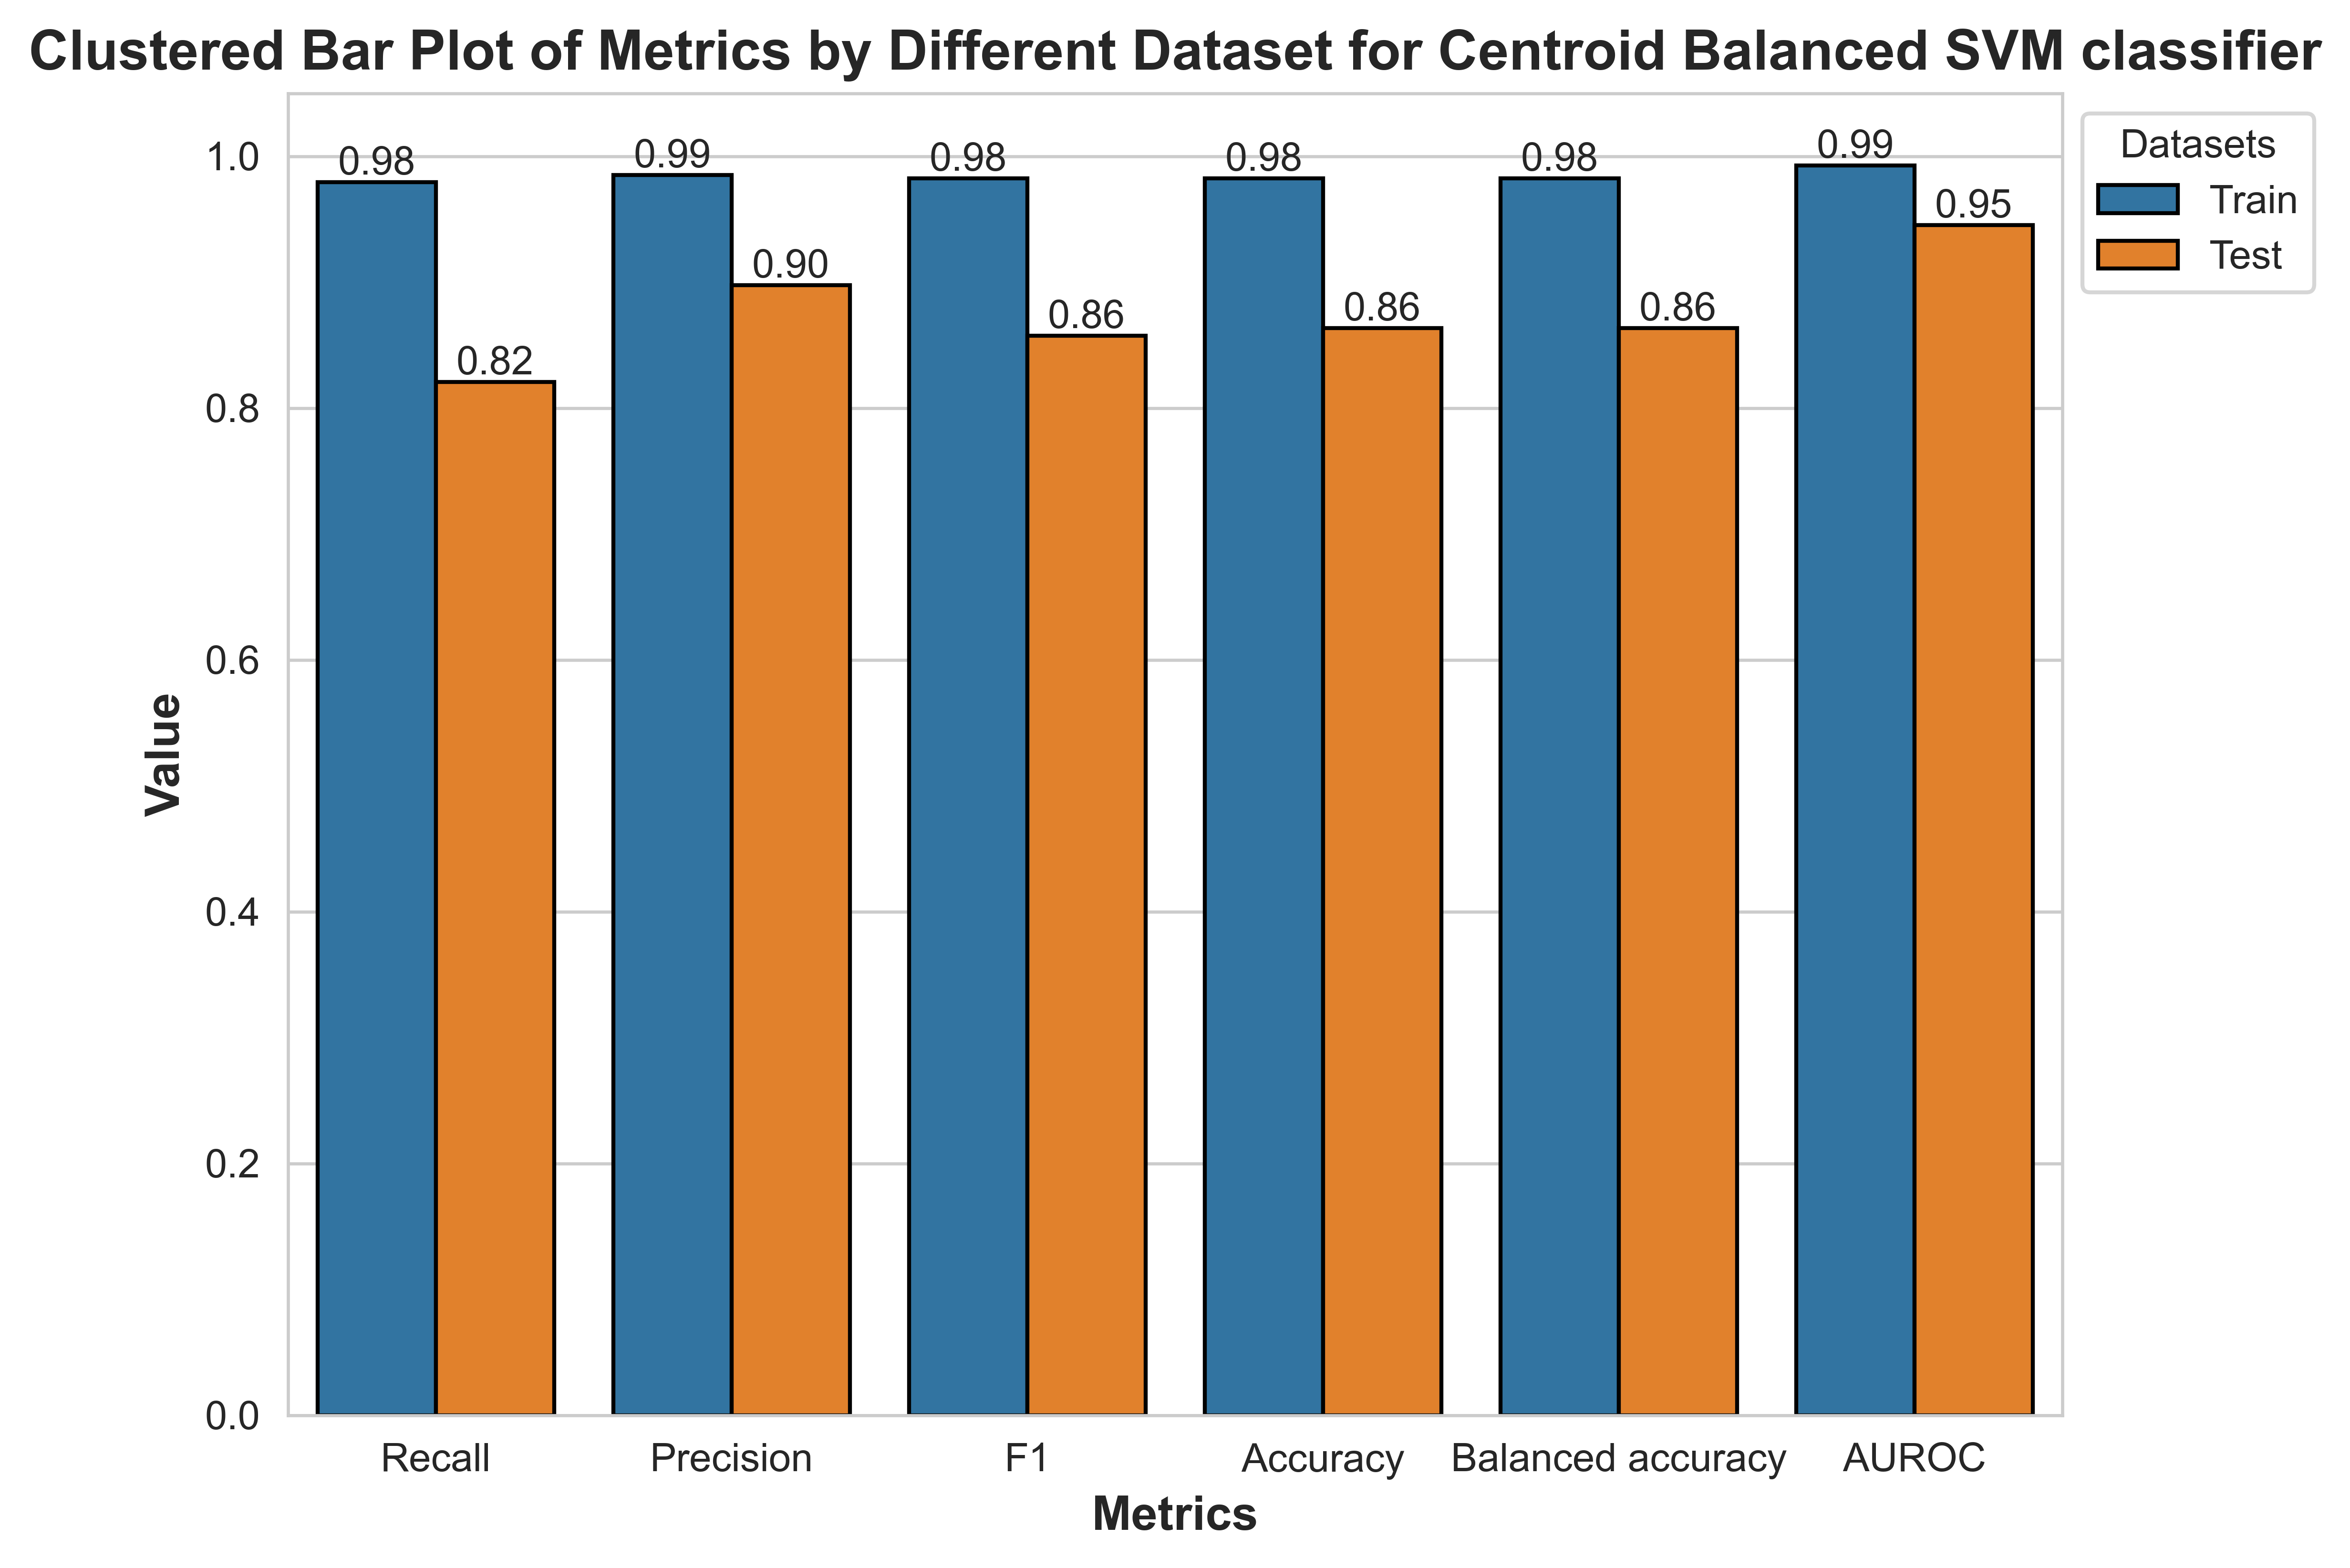 Clustered Bar Plot of Metrics by Different Dataset for Centroid Balanced SVM classifier
Datasets
Train
Test
1.0
0.8
0.6
0.4
0.2
0.0
Value
0.98
0.82
0.99
0.90
0.98
0.86
0.98
0.86
0.98
0.86
0.99
0.95
Recall
Precision
F1
Accuracy
Balanced accuracy
AUROC
Metrics